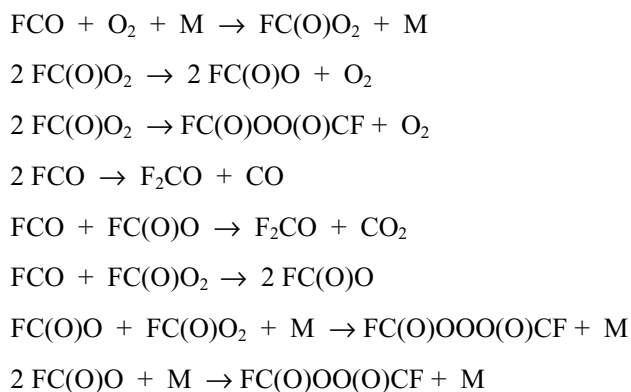 FCO + O₂ + M → FC(O)O₂ + M
2 FC(O)O₂ → 2 FC(O)O + O₂
2 FC(O)O₂ → FC(O)OO(O)CF + O₂
2 FCO → F₂CO + CO
FCO + FC(O)O → F₂CO + CO₂
FCO + FC(O)O₂ → 2 FC(O)O
FC(O)O + FC(O)O₂ + M → FC(O)OOO(O)CF + M
2 FC(O)O + M → FC(O)OO(O)CF + M